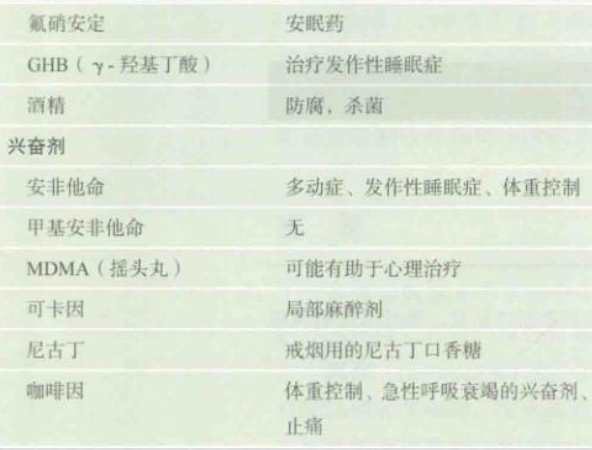 氟硝安定 安眠药
GHB（γ-羟基丁酸） 治疗发作性睡眠症
酒精 防腐，杀菌
兴奋剂
安非他命 多动症、发作性睡眠症、体重控制
甲基安非他命 无
MDMA（摇头丸） 可能有助于心理治疗
可卡因 局部麻醉剂
尼古丁 戒烟用的尼古丁口香糖
咖啡因 体重控制、急性呼吸衰竭的兴奋剂、
止痛